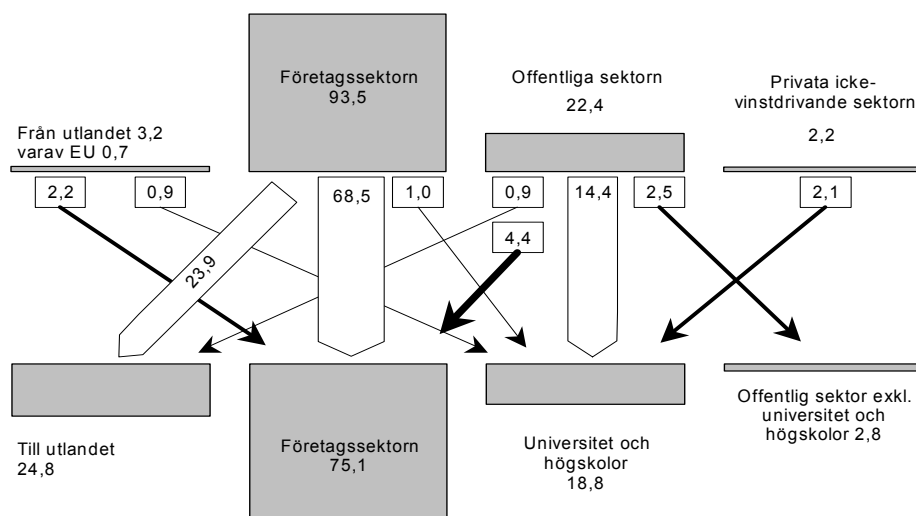 Företagssektorn
93,5
Offentliga sektorn
22,4
Privata icke-
vinstdrivande sektorn
2,2
Från utlandet 3,2
varav EU 0,7
2,2
0,9
68,5
1,0
0,9
14,4
2,5
2,1
4,4
23,9
Till utlandet
24,8
Företagssektorn
75,1
Universitet och
högskolor
18,8
Offentlig sektor exkl.
universitet och
högskolor 2,8